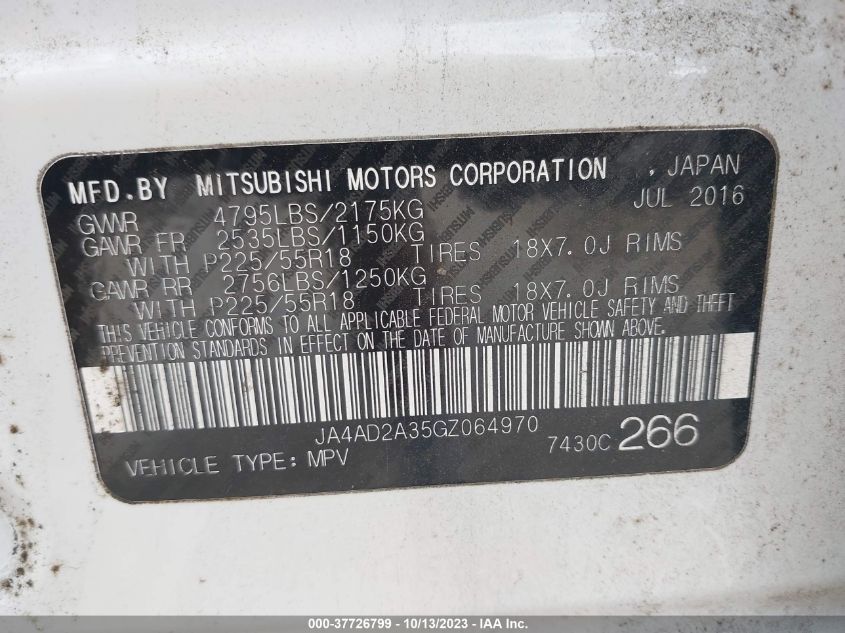 MFD.BY MITSUBISHI MOTORS CORPORATION , JAPAN
JUL 2016
GVWR 4795LBS/2175KG
GAWR FR 2535LBS/1150KG
WITH P225/55R18 TIRES 18X7.0J RIMS
GAWR RR 2756LBS/1250KG
WITH P225/55R18 TIRES 18X7.0J RIMS
THIS VEHICLE CONFORMS TO ALL APPLICABLE FEDERAL MOTOR VEHICLE SAFETY AND THEFT
PREVENTION STANDARDS IN EFFECT ON THE DATE OF MANUFACTURE SHOWN ABOVE.
JA4AD2A35GZ064970
7430C 266
VEHICLE TYPE: MPV
000-37726799 - 10/13/2023 - © IAA Inc.